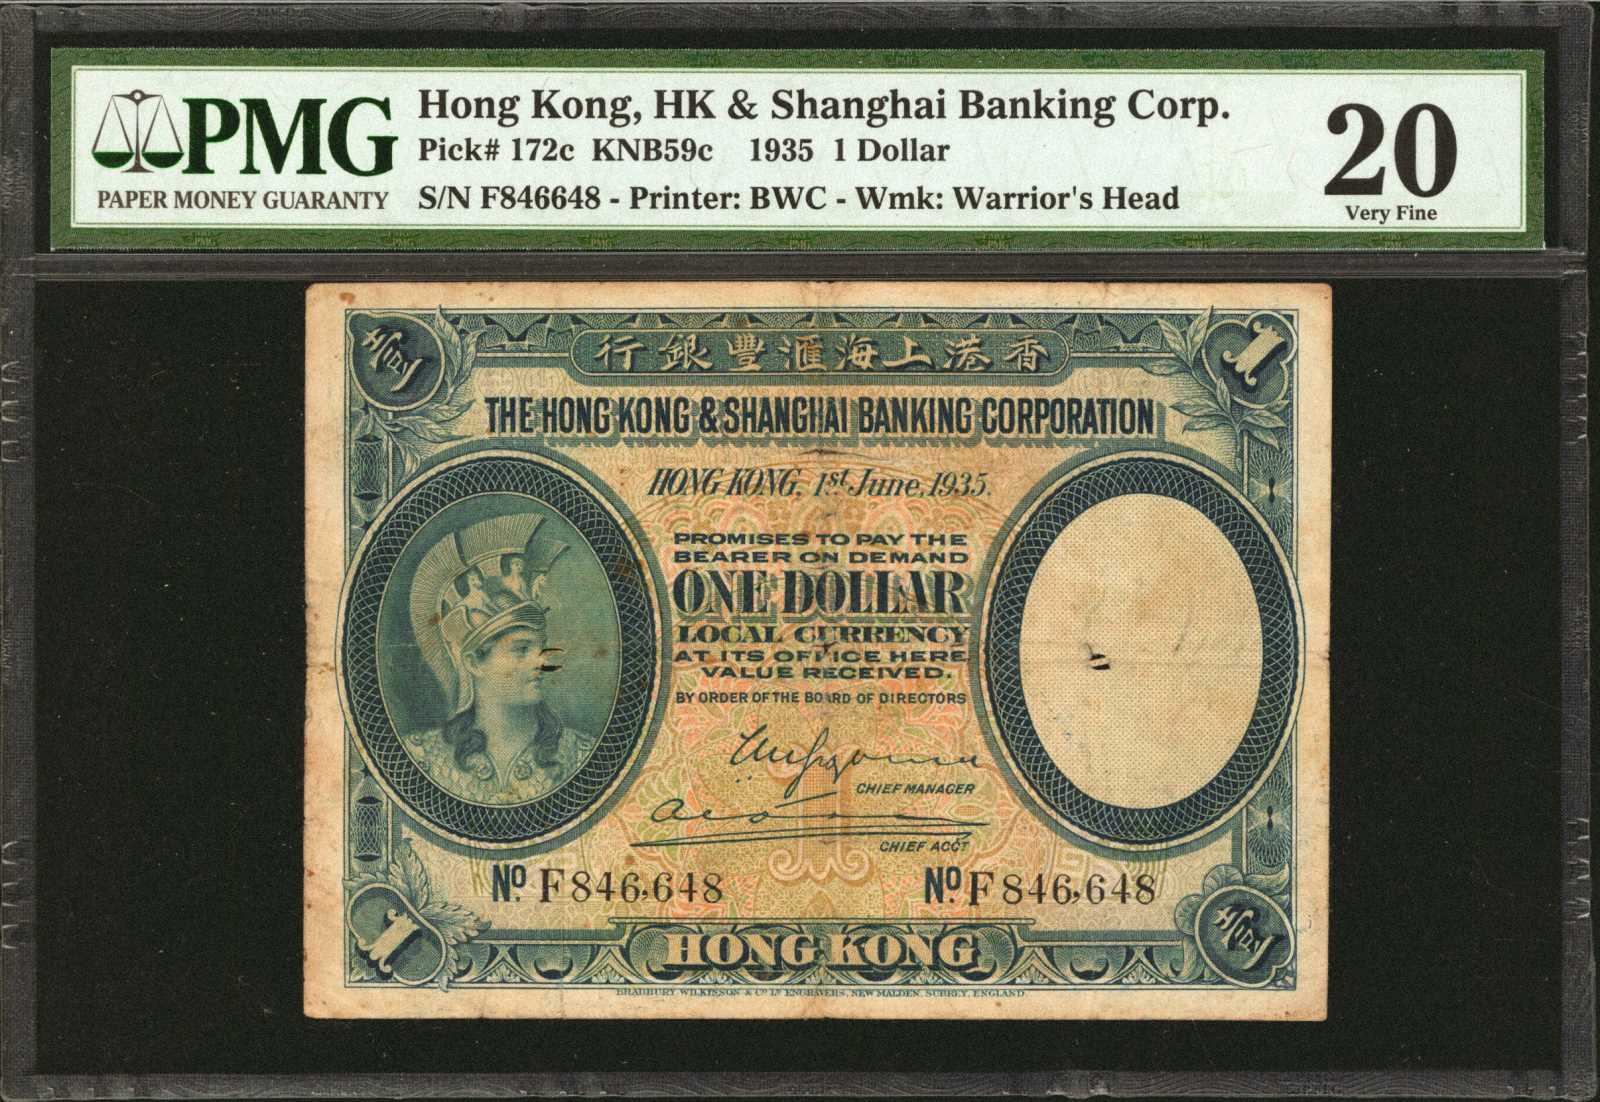 PMG
PAPER MONEY GUARANTY
Hong Kong, HK & Shanghai Banking Corp.
Pick# 172c KNB59c 1935 1 Dollar
S/N F846648 - Printer: BWC - Wmk: Warrior's Head
20
Very Fine
行銀豐滙海上港香
1
THE HONG KONG & SHANGHAI BANKING CORPORATION
HONG KONG, 1st June, 1935.
PROMISES TO PAY THE
BEARER ON DEMAND
ONE DOLLAR
LOCAL CURRENCY
AT ITS OFFICE HERE
VALUE RECEIVED.
BY ORDER OF THE BOARD OF DIRECTORS
CHIEF MANAGER
CHIEF ACCT
No. F846,648
No. F846,648
1
HONG KONG
BRADBURY WILKINSON & Co Ld ENGRAVERS, NEW MALDEN, SURREY, ENGLAND